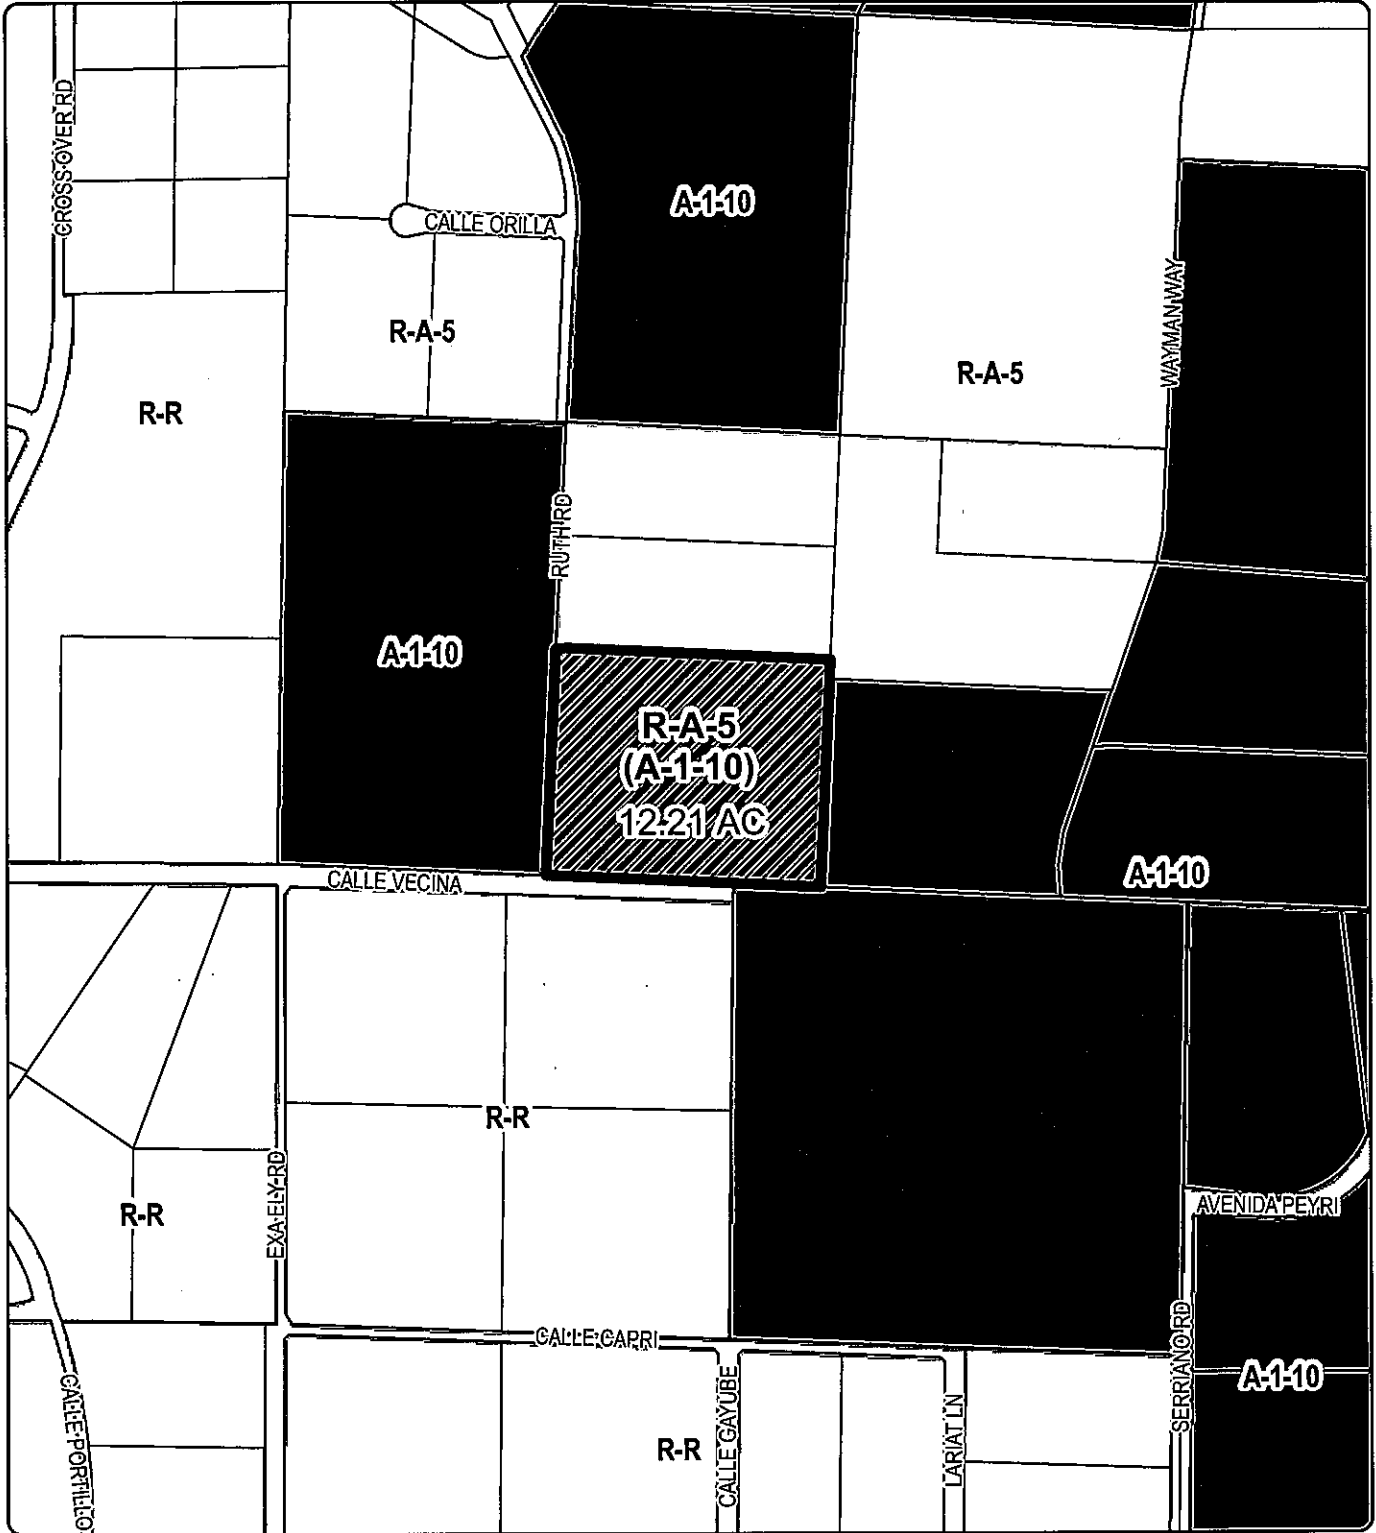 CROSS OVER RD
A-1-10
CALLE ORILLA
R-A-5
WAYMAN WAY
R-A-5
R-R
RUTH RD
A-1-10
R-A-5
(A-1-10)
12.21 AC
CALLE VECINA
A-1-10
R-R
EXA ELY RD
R-R
AVENIDA PEYRI
CALLE CAPRI
SERRIANO RD
A-1-10
CALLE PORTILLO
CALLE GAYUBE
LARIAT LN
R-R